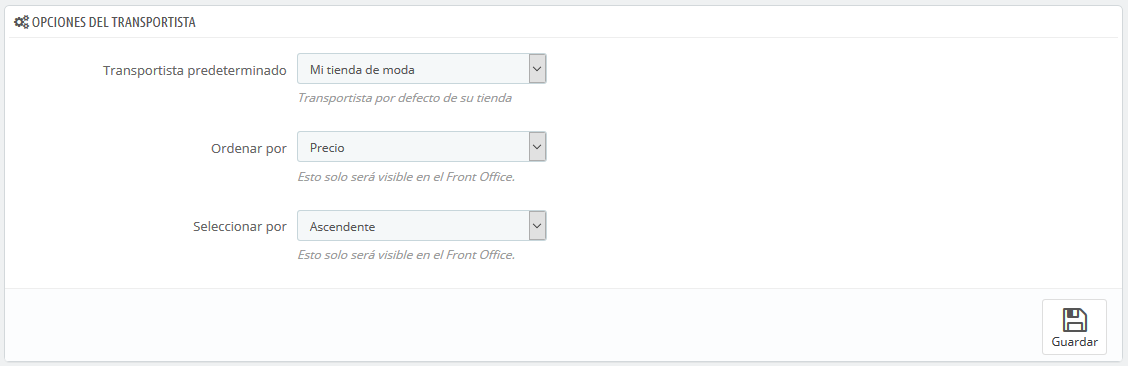 OPCIONES DEL TRANSPORTISTA
Transportista predeterminado Mi tienda de moda
Transportista por defecto de su tienda
Ordenar por Precio
Esto solo será visible en el Front Office.
Seleccionar por Ascendente
Esto solo será visible en el Front Office.
Guardar